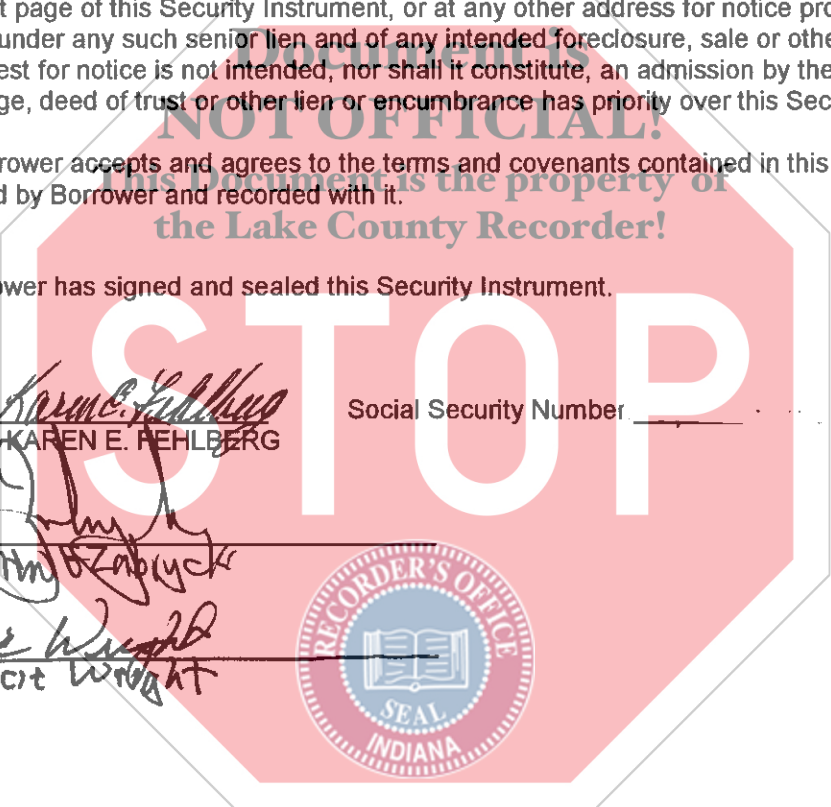 t page of this Security Instrument, or at any other address for notice pro
under any such senior lien and of any intended foreclosure, sale or othe
Document is
est for notice is not intended, nor shall it constitute, an admission by the
ge, deed of trust or other lien or encumbrance has priority over this Sec
NOT OFFICIAL!
rower accepts and agrees to the terms and covenants contained in this
This Document is the property of
d by Borrower and recorded with it.
the Lake County Recorder!
ower has signed and sealed this Security Instrument.
STOP
Karen E. Fehlberg
Social Security Number
KAREN E. FEHLBERG
Wright
Wright
RECORDER'S OFFICE
SEAL
INDIANA